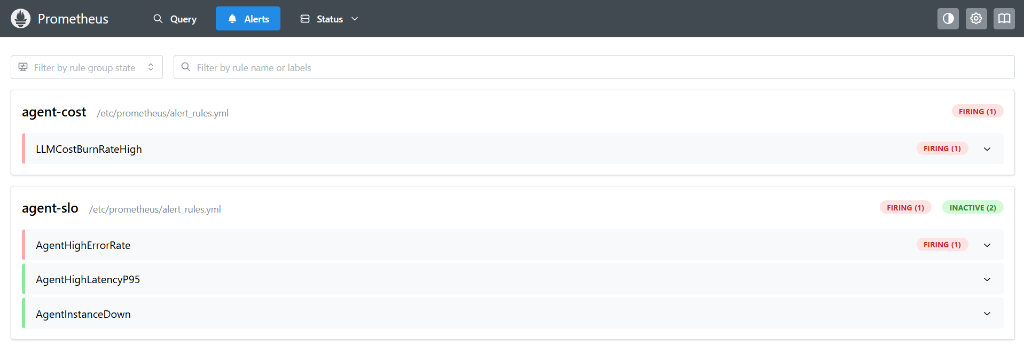 Prometheus Query Alerts Status
Filter by rule group state Filter by rule name or labels
agent-cost /etc/prometheus/alert_rules.yml FIRING (1)
LLMCostBurnRateHigh FIRING (1)
agent-slo /etc/prometheus/alert_rules.yml FIRING (1) INACTIVE (2)
AgentHighErrorRate FIRING (1)
AgentHighLatencyP95
AgentInstanceDown